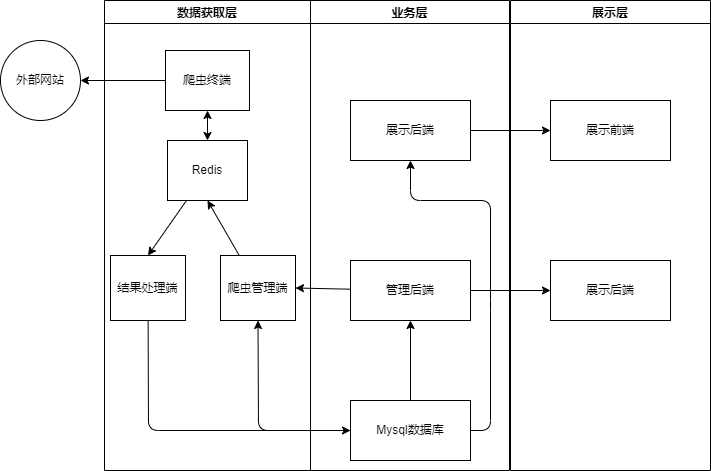 数据获取层
业务层
展示层
外部网站
爬虫终端
展示后端
展示前端
Redis
结果处理端
爬虫管理端
管理后端
展示后端
Mysql数据库